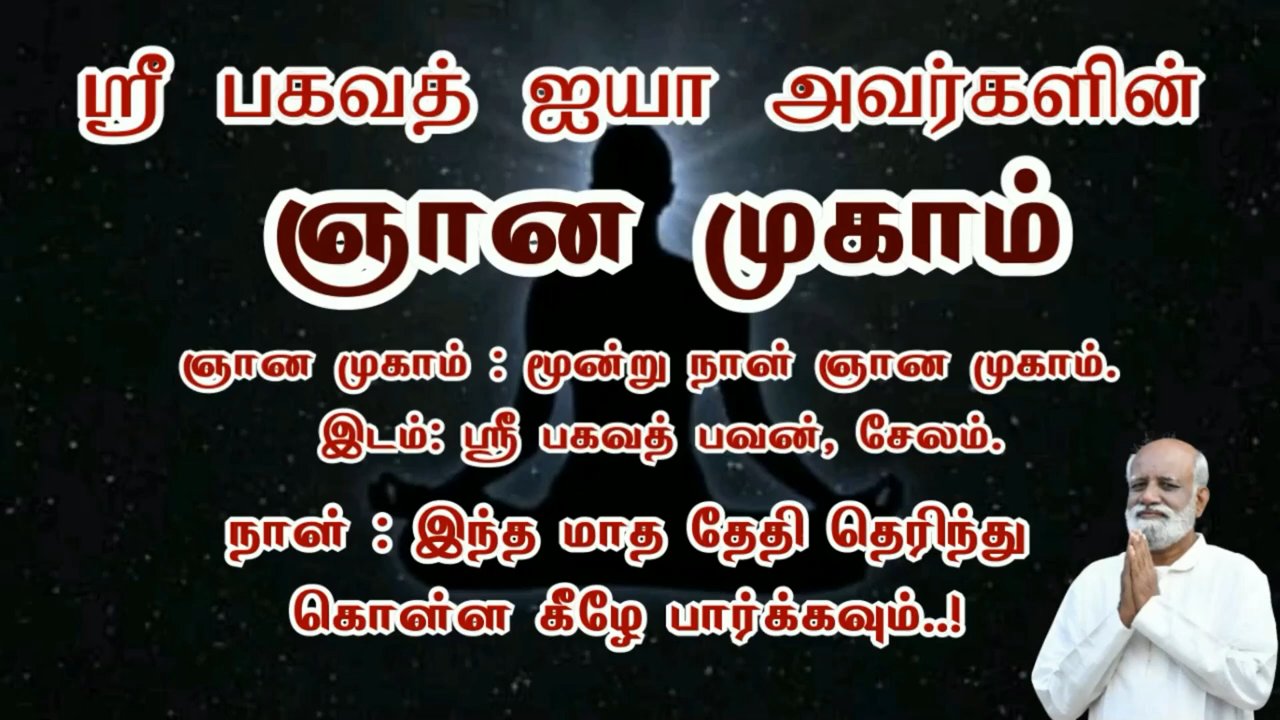 ஸ்ரீ பகவத் ஐயா அவர்களின்
ஞான முகாம்
ஞான முகாம் : மூன்று நாள் ஞான முகாம்.
இடம்: ஸ்ரீ பகவத் பவன், சேலம்.
நாள் : இந்த மாத தேதி தெரிந்து
கொள்ள கீழே பார்க்கவும்..!